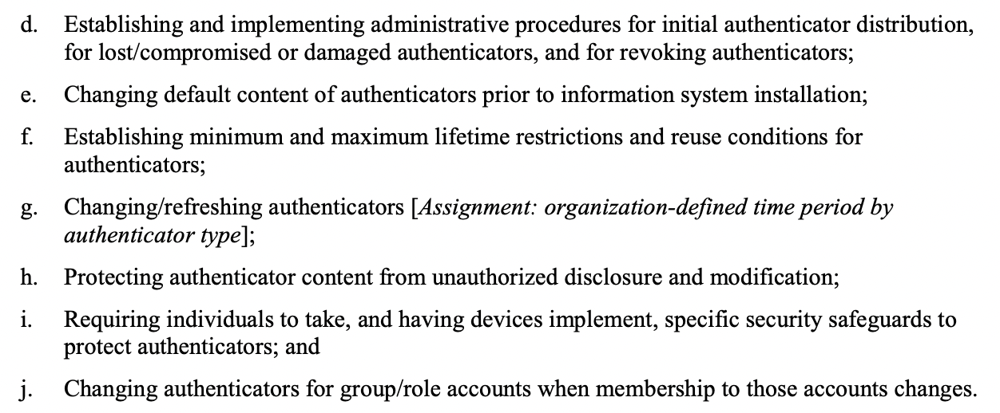 d. Establishing and implementing administrative procedures for initial authenticator distribution,
for lost/compromised or damaged authenticators, and for revoking authenticators;
e. Changing default content of authenticators prior to information system installation;
f. Establishing minimum and maximum lifetime restrictions and reuse conditions for
authenticators;
g. Changing/refreshing authenticators [Assignment: organization-defined time period by
authenticator type];
h. Protecting authenticator content from unauthorized disclosure and modification;
i. Requiring individuals to take, and having devices implement, specific security safeguards to
protect authenticators; and
j. Changing authenticators for group/role accounts when membership to those accounts changes.